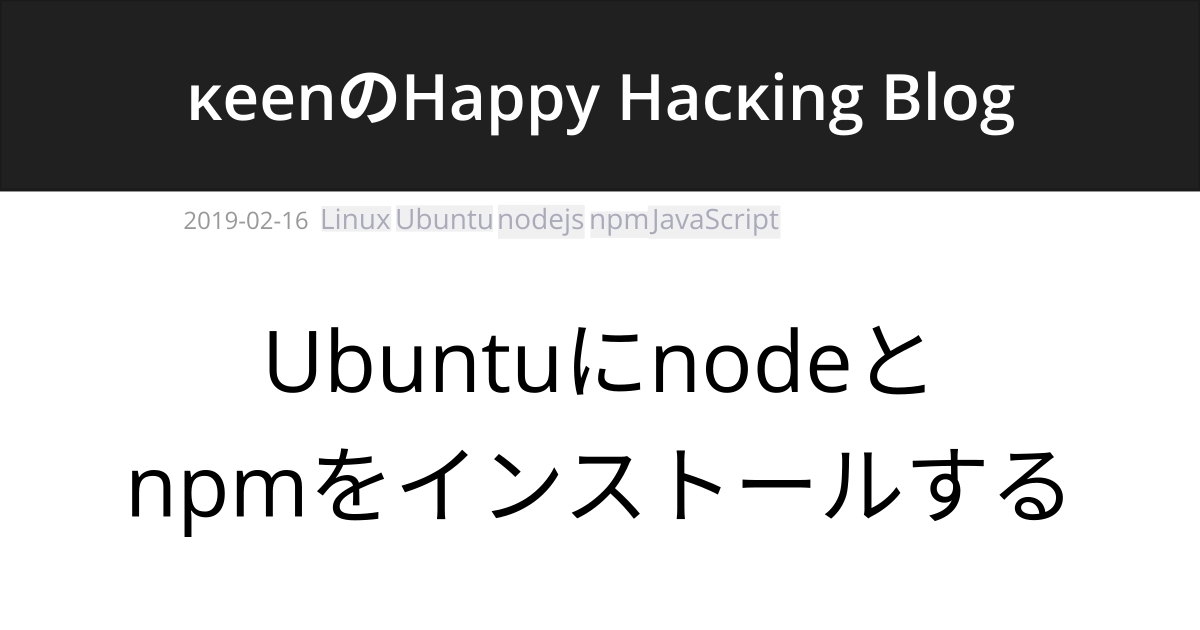 κeenのHappy Hacκing Blog
2019-02-16 Linux Ubuntu nodejs npm JavaScript
Ubuntuにnodeと
npmをインストールする